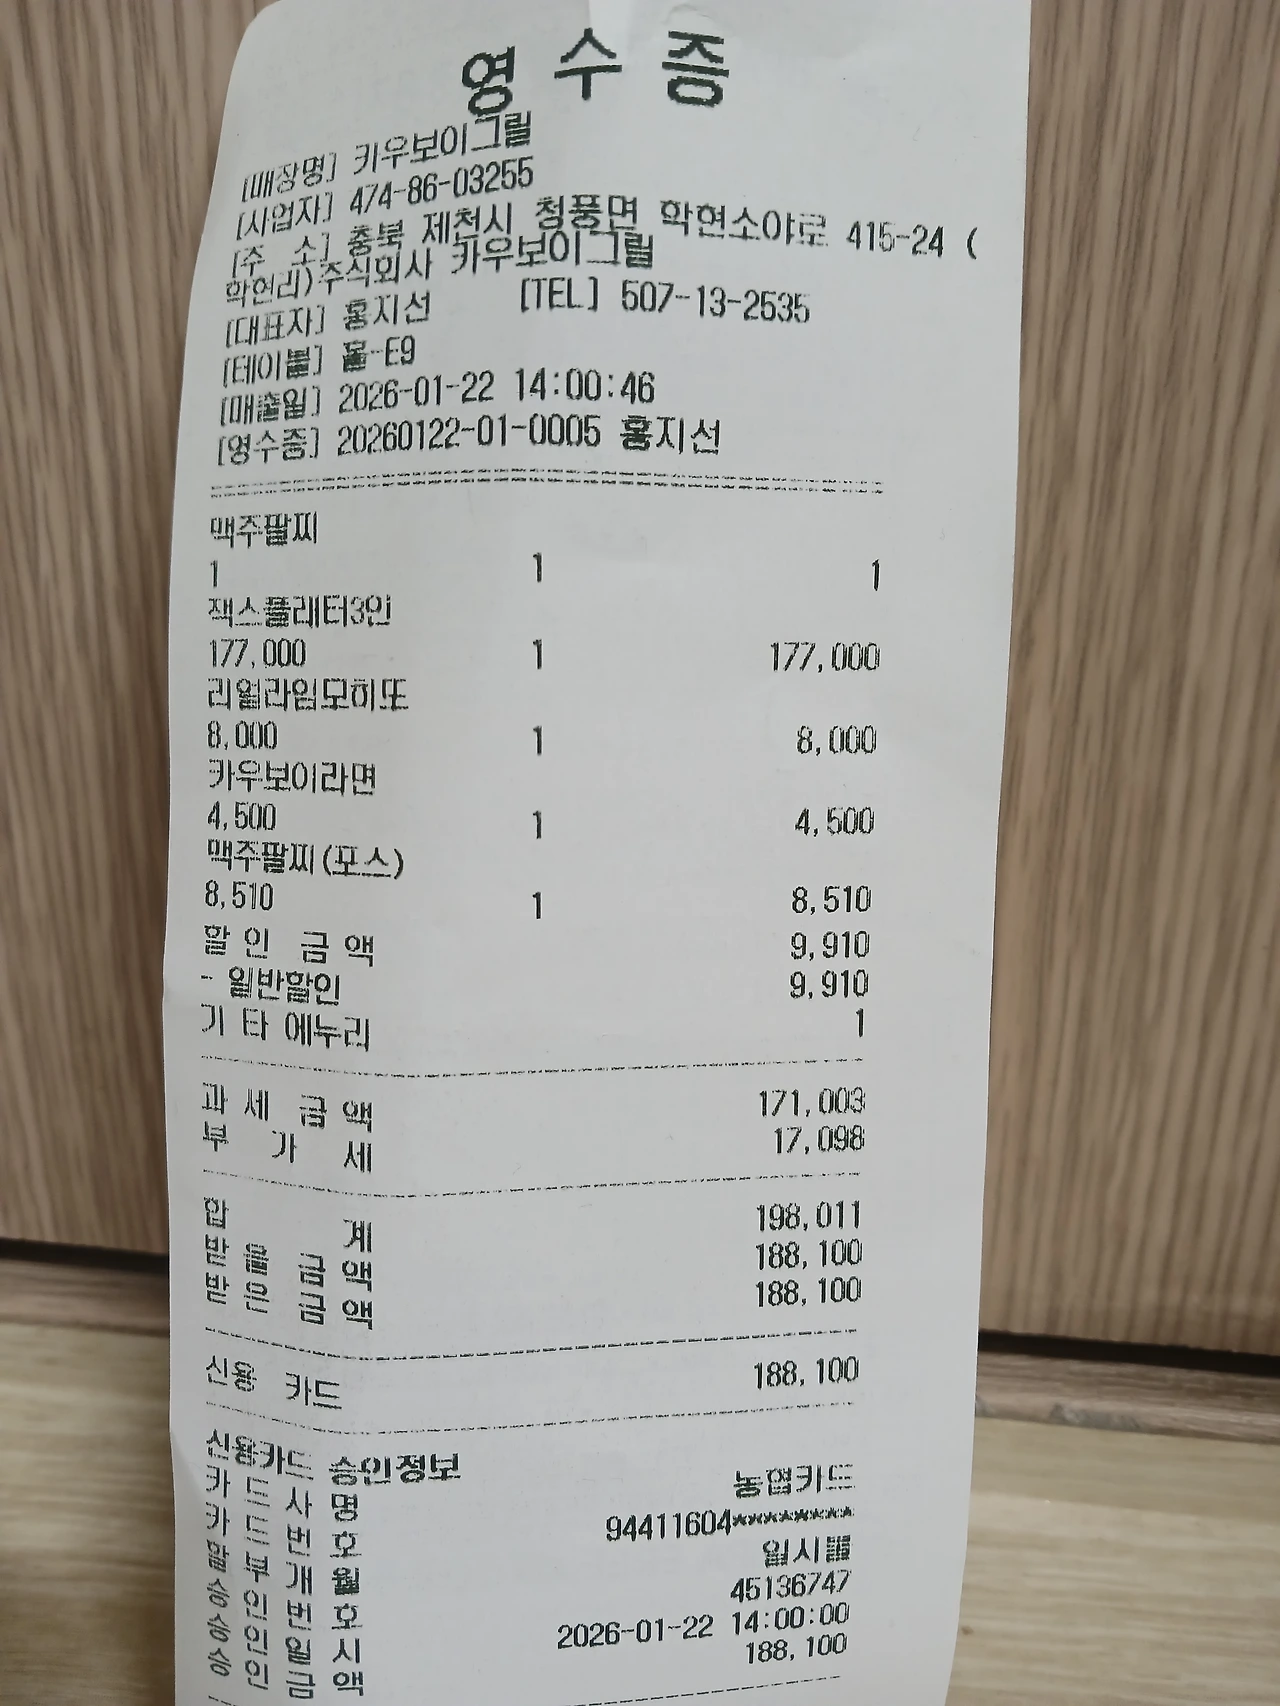 영 수 증
[매장명] 카우보이그릴
[사업자] 474-86-03255
[주 소] 충북 제천시 청풍면 학현소야로 415-24 (
학현리)주식회사 카우보이그릴
[대표자] 홍지선 [TEL] 507-13-2535
[테이블] 홀-E9
[매출일] 2026-01-22 14:00:46
[영수증] 20260122-01-0005 홍지선
맥주팔찌
1 1 1
잭스플래터3인
177,000 1 177,000
리얼라임모히또
8,000 1 8,000
카우보이라면
4,500 1 4,500
맥주팔찌(포스)
8,510 1 8,510
할 인 금 액 9,910
- 일반할인 9,910
기 타 에누리 1
과 세 금 액 171,003
부 가 세 17,098
합 계 198,011
받 을 금 액 188,100
받 은 금 액 188,100
신용 카드 188,100
신용카드 승인정보
카 드 사 명 농협카드
카 드 번 호 94411604********
할 부 개 월 일시불
승 인 번 호 45136747
승 인 일 시 2026-01-22 14:00:00
승 인 금 액 188,100